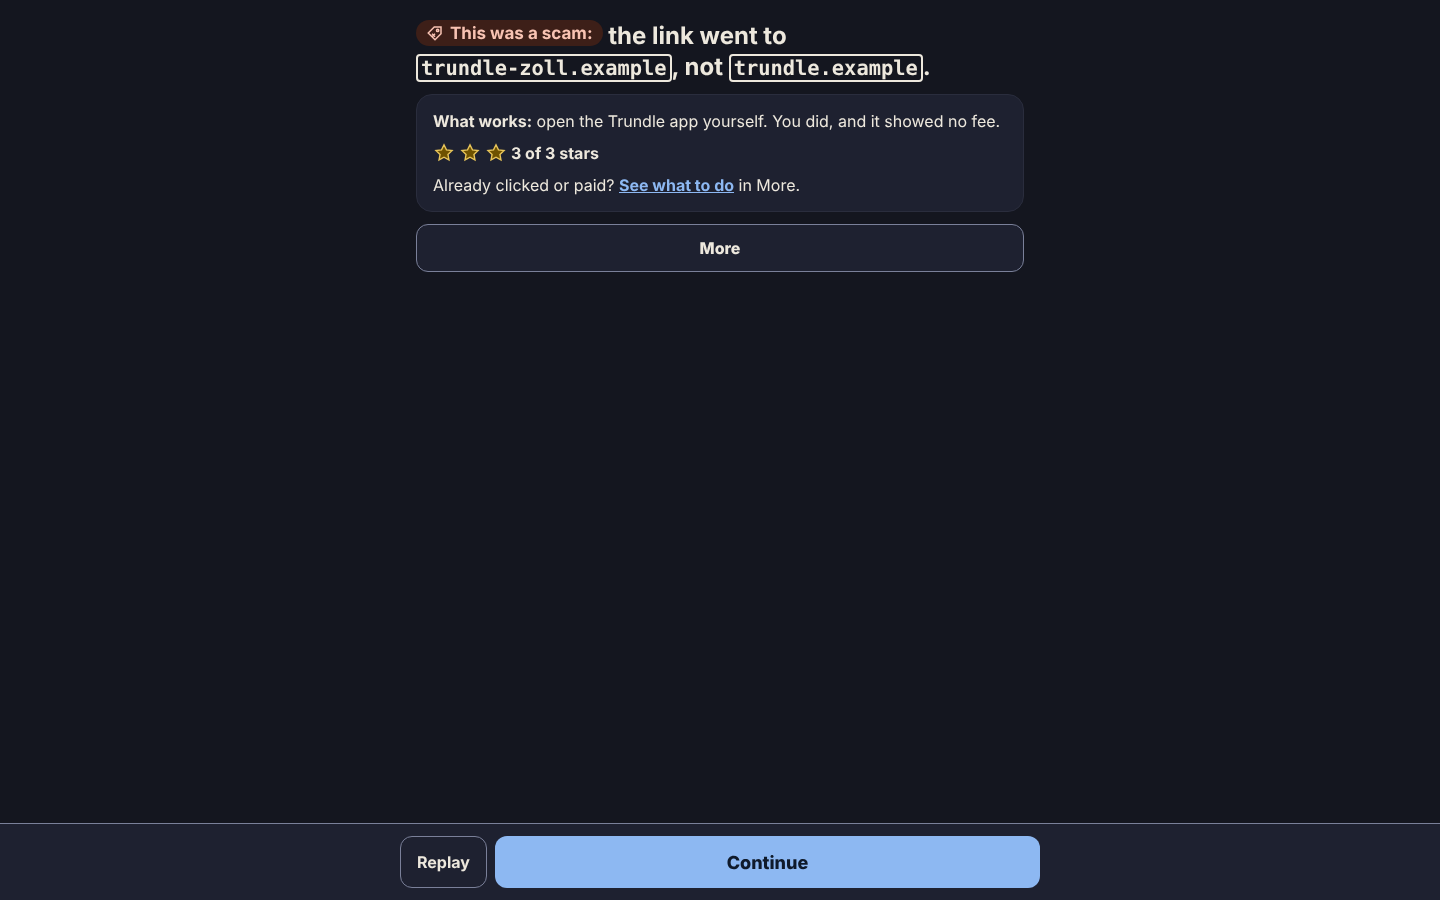 This was a scam: the link went to
trundle-zoll.example, not trundle.example.
What works: open the Trundle app yourself. You did, and it showed no fee.
3 of 3 stars
Already clicked or paid? See what to do in More.
More
Replay
Continue